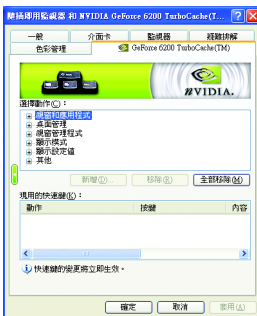 隨插即用監視器 和 NVIDIA GeForce 6200 TurboCache(T...
一般 介面卡 監視器 疑難排解
色彩管理 GeForce 6200 TurboCache(TM)
NVIDIA.
選擇動作(C):
視窗和應用程式
桌面管理
視窗管理程式
顯示模式
顯示設定值
其他
新增(D)... 移除(R) 全部移除(M)
現用的快速鍵(K):
動作 按鍵 內容
快速鍵的變更將立即生效。
確定 取消 套用(A)